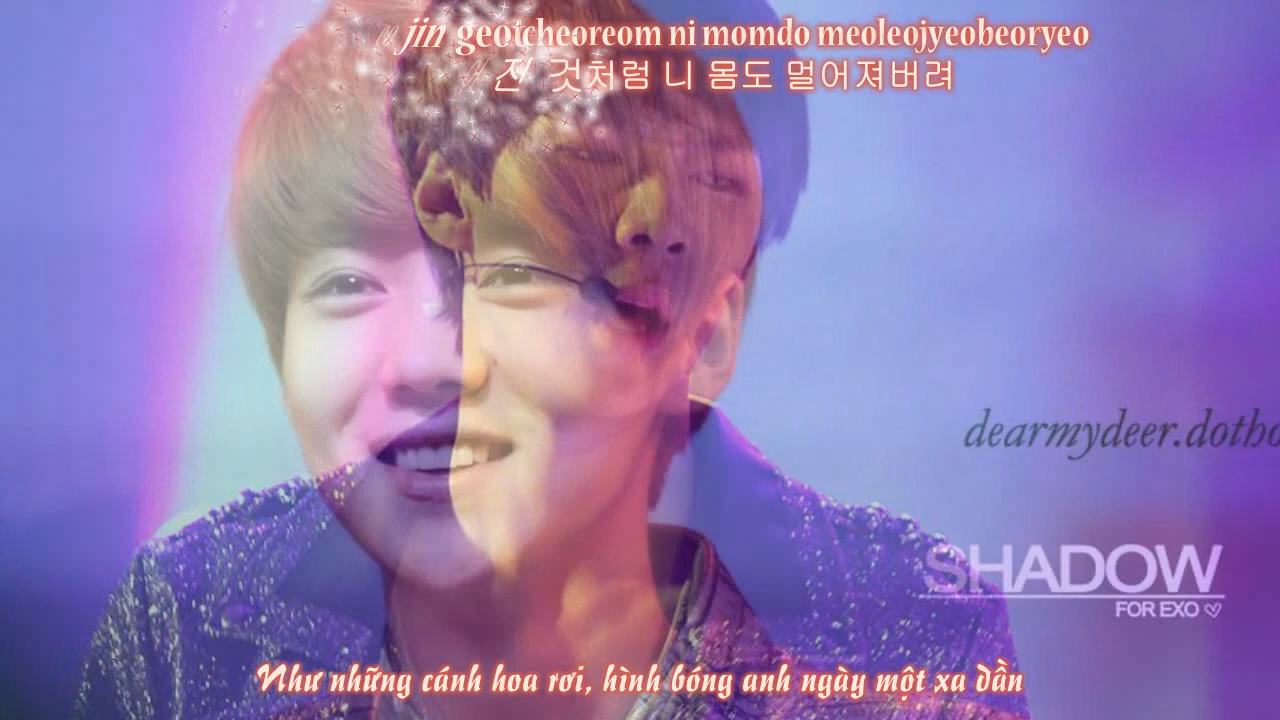 jin geotcheoreom ni momdo meoleojyeobeoryeo
진 것처럼 니 몸도 멀어져버려
dearmydeer.dotho
SHADOW
FOR EXO ♡
Như những cánh hoa rơi, hình bóng anh ngày một xa dần